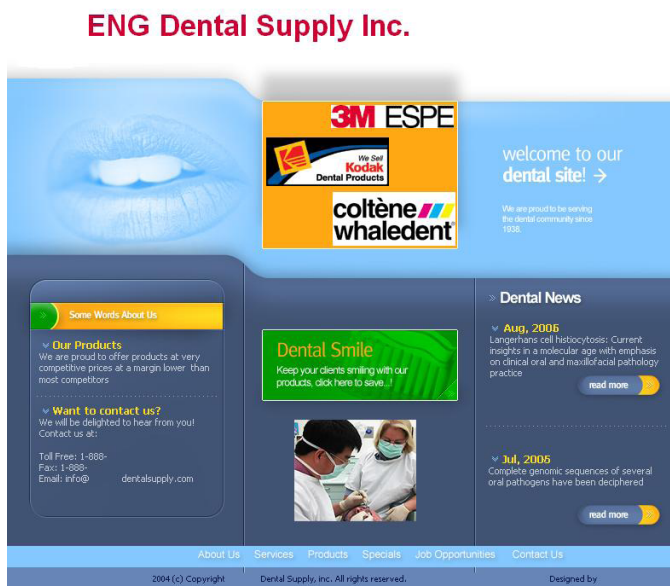 ENG Dental Supply Inc.
3M ESPE
We Sell
Kodak
Dental Products
coltène
whaledent
welcome to our
dental site! →
We are proud to be serving
the dental community since
1938.
Some Words About Us
Our Products
We are proud to offer products at very
competitive prices at a margin lower than
most competitors
Want to contact us?
We will be delighted to hear from you!
Contact us at:
Toll Free: 1-888-
Fax: 1-888-
Email: info@ dentalsupply.com
Dental Smile
Keep your clients smiling with our
products, click here to save...!
» Dental News
Aug, 2006
Langerhans cell histiocytosis: Current
insights in a molecular age with emphasis
on clinical oral and maxillofacial pathology
practice
read more
Jul, 2006
Complete genomic sequences of several
oral pathogens have been deciphered
read more
About Us Services Products Specials Job Opportunities Contact Us
2004 (c) Copyright Dental Supply, inc. All rights reserved. Designed by